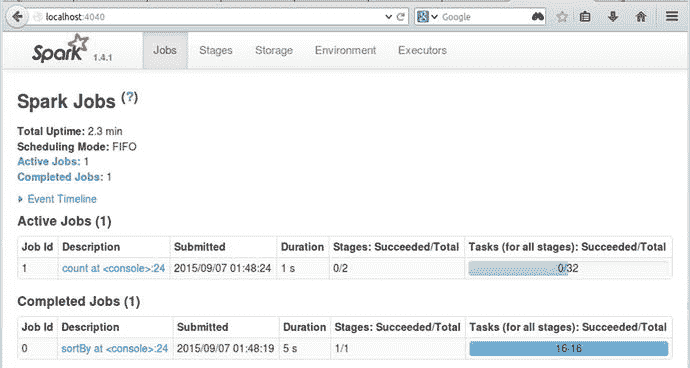 localhost:4040
Google
Spark 1.4.1 Jobs Stages Storage Environment Executors
Spark Jobs (?)
Total Uptime: 2.3 min
Scheduling Mode: FIFO
Active Jobs: 1
Completed Jobs: 1
Event Timeline
Active Jobs (1)
Job Id Description Submitted Duration Stages: Succeeded/Total Tasks (for all stages): Succeeded/Total
1 count at <console>:24 2015/09/07 01:48:24 1 s 0/2 0/32
Completed Jobs (1)
Job Id Description Submitted Duration Stages: Succeeded/Total Tasks (for all stages): Succeeded/Total
0 sortBy at <console>:24 2015/09/07 01:48:19 5 s 1/1 16-16